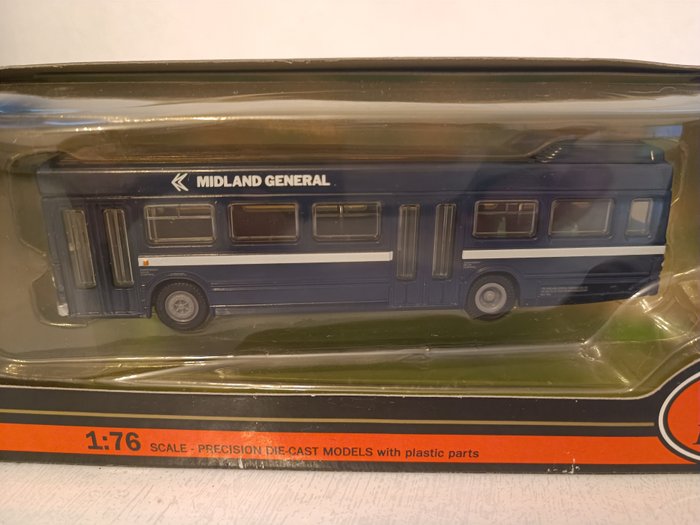 MIDLAND GENERAL
1:76 SCALE - PRECISION DIE-CAST MODELS with plastic parts